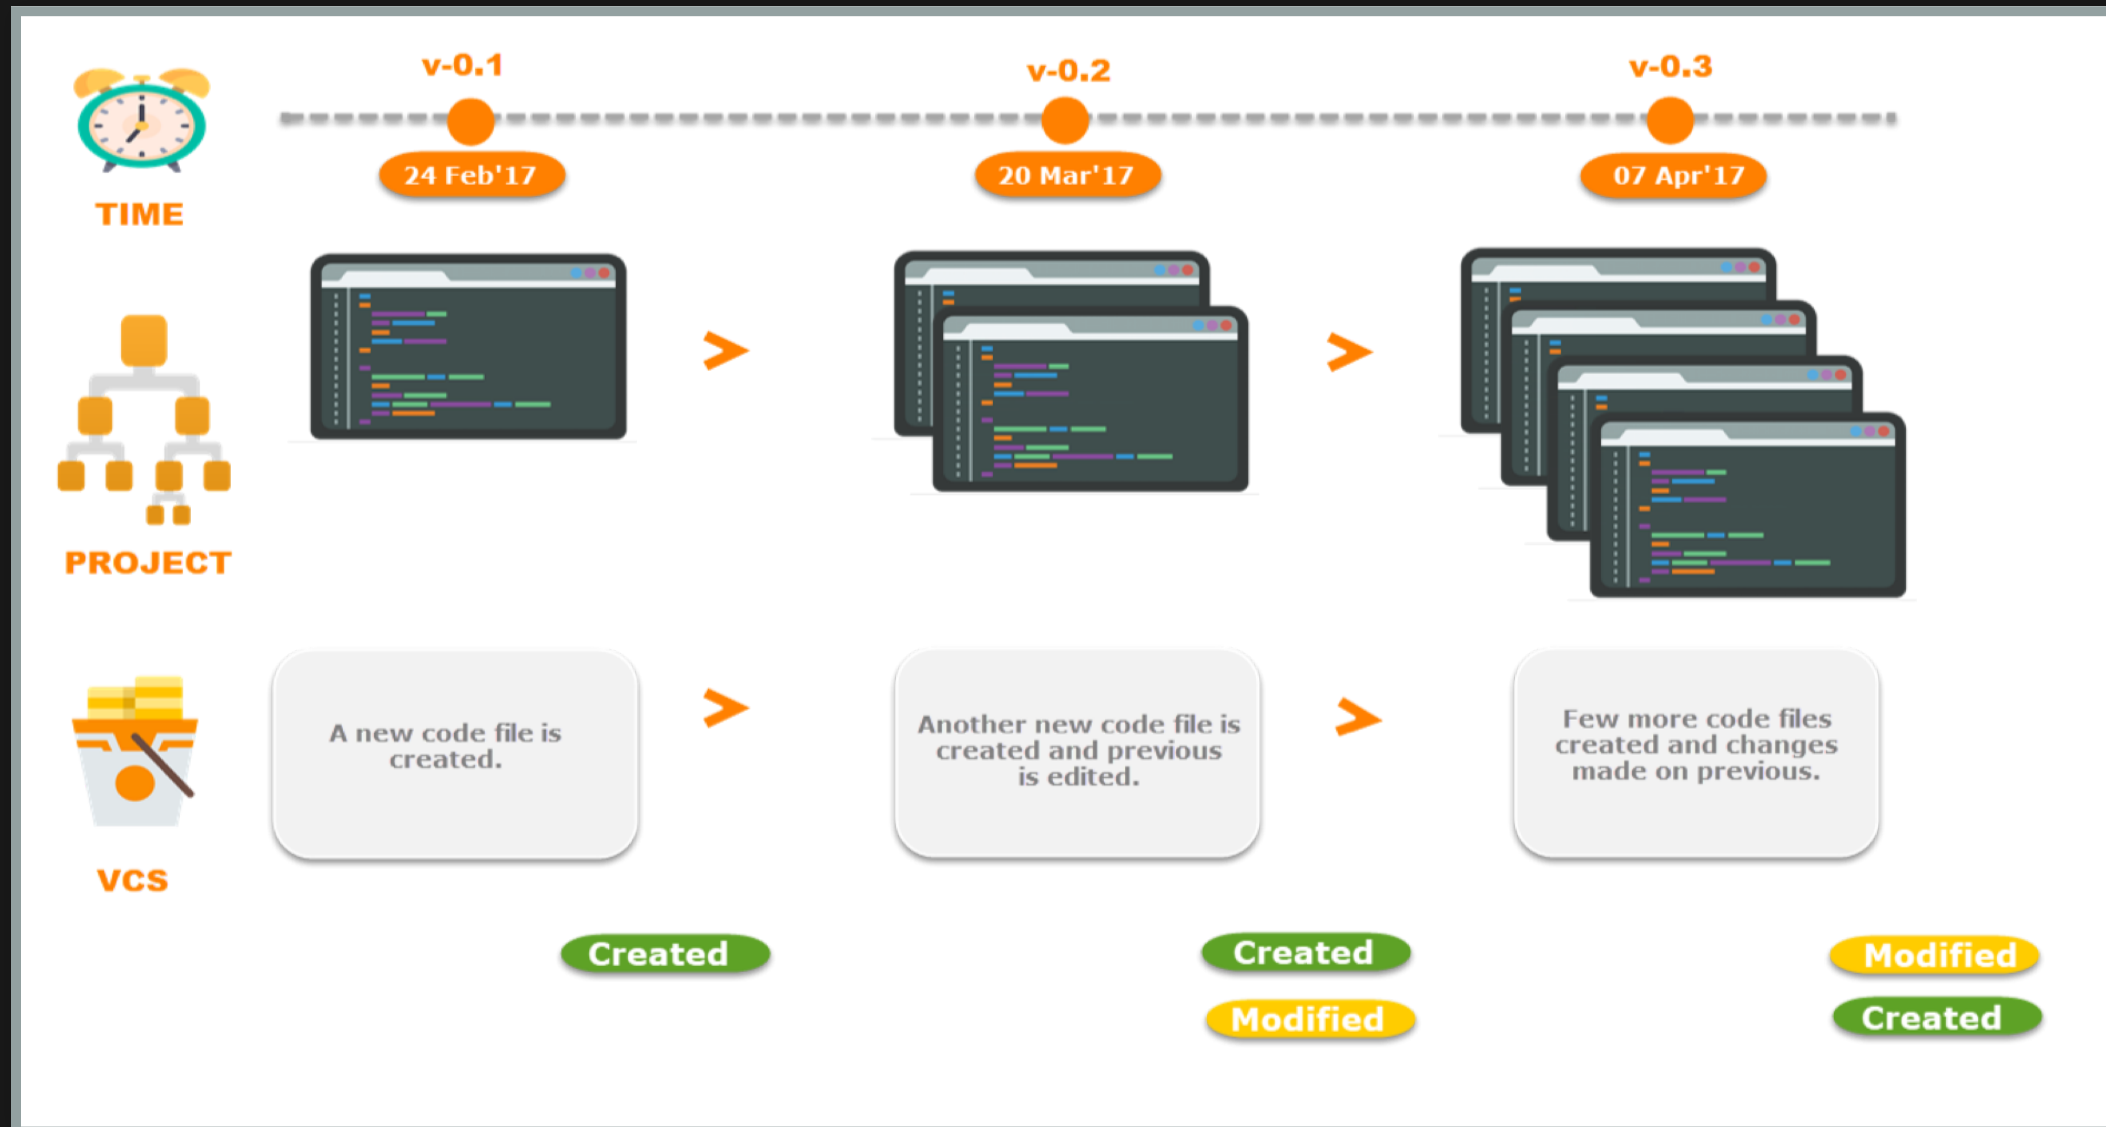 v-0.1
v-0.2
v-0.3
24 Feb'17
20 Mar'17
07 Apr'17
TIME
PROJECT
A new code file is
created.
Another new code file is
created and previous
is edited.
Few more code files
created and changes
made on previous.
VCS
Created
Created
Modified
Modified
Created